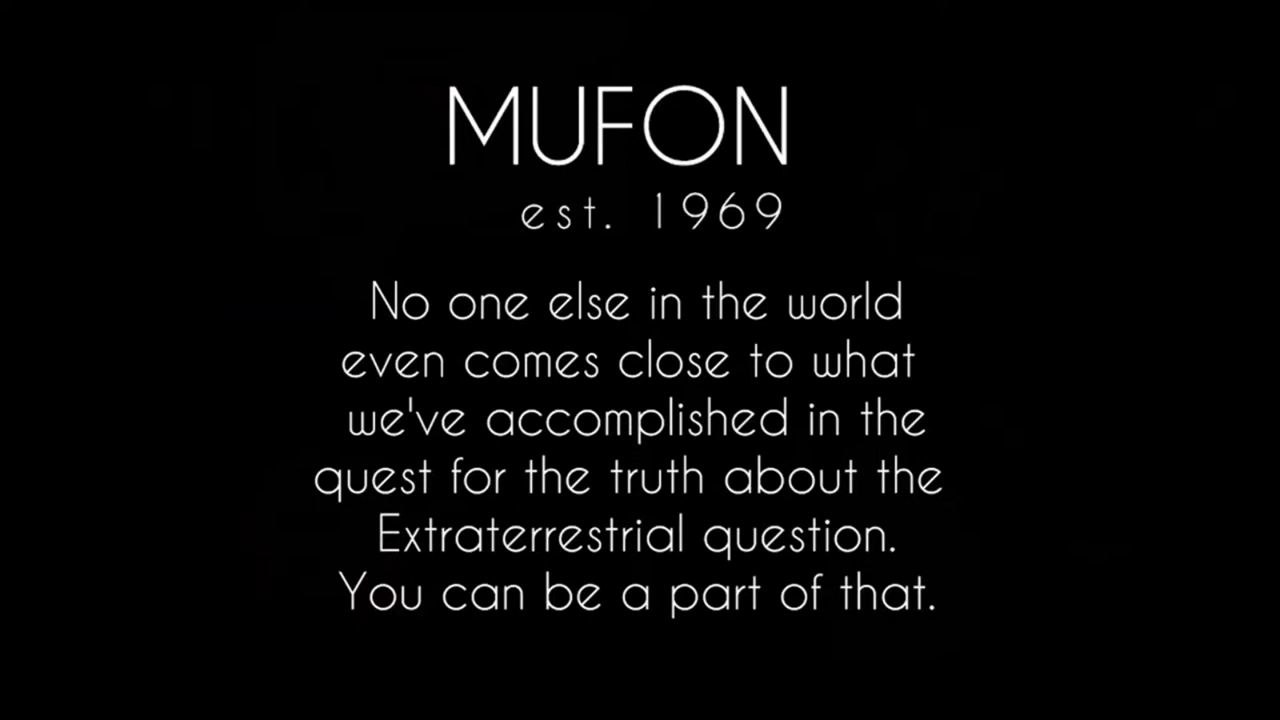 MUFON
est. 1969
No one else in the world
even comes close to what
we've accomplished in the
quest for the truth about the
Extraterrestrial question.
You can be a part of that.